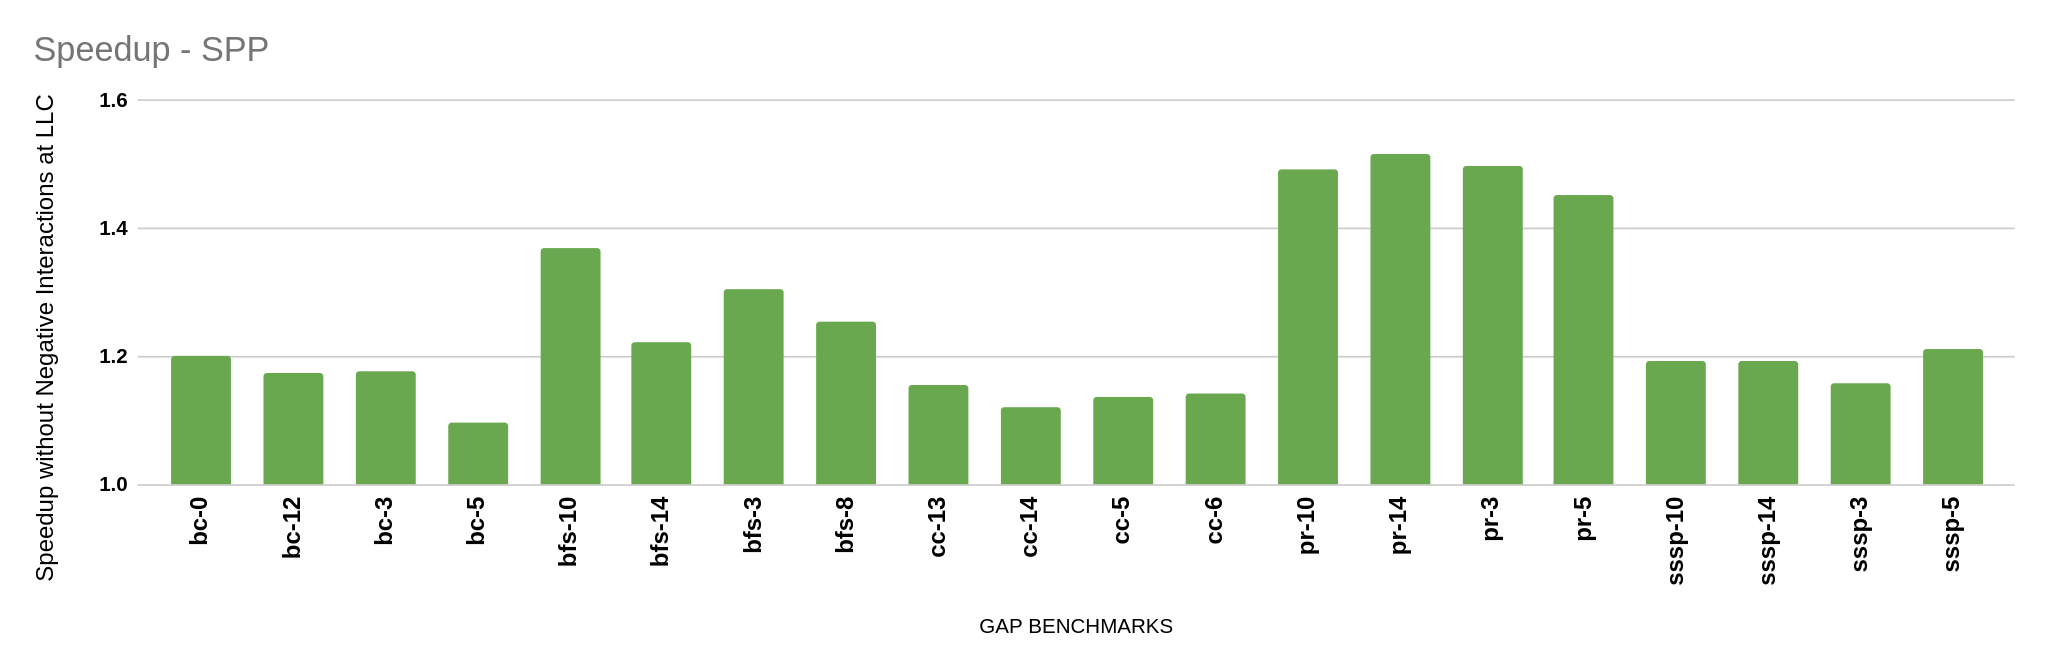 Speedup - SPP
Speedup without Negative Interactions at LLC
1.6
1.4
1.2
1.0
bc-0
bc-12
bc-3
bc-5
bfs-10
bfs-14
bfs-3
bfs-8
cc-13
cc-14
cc-5
cc-6
pr-10
pr-14
pr-3
pr-5
sssp-10
sssp-14
sssp-3
sssp-5
GAP BENCHMARKS